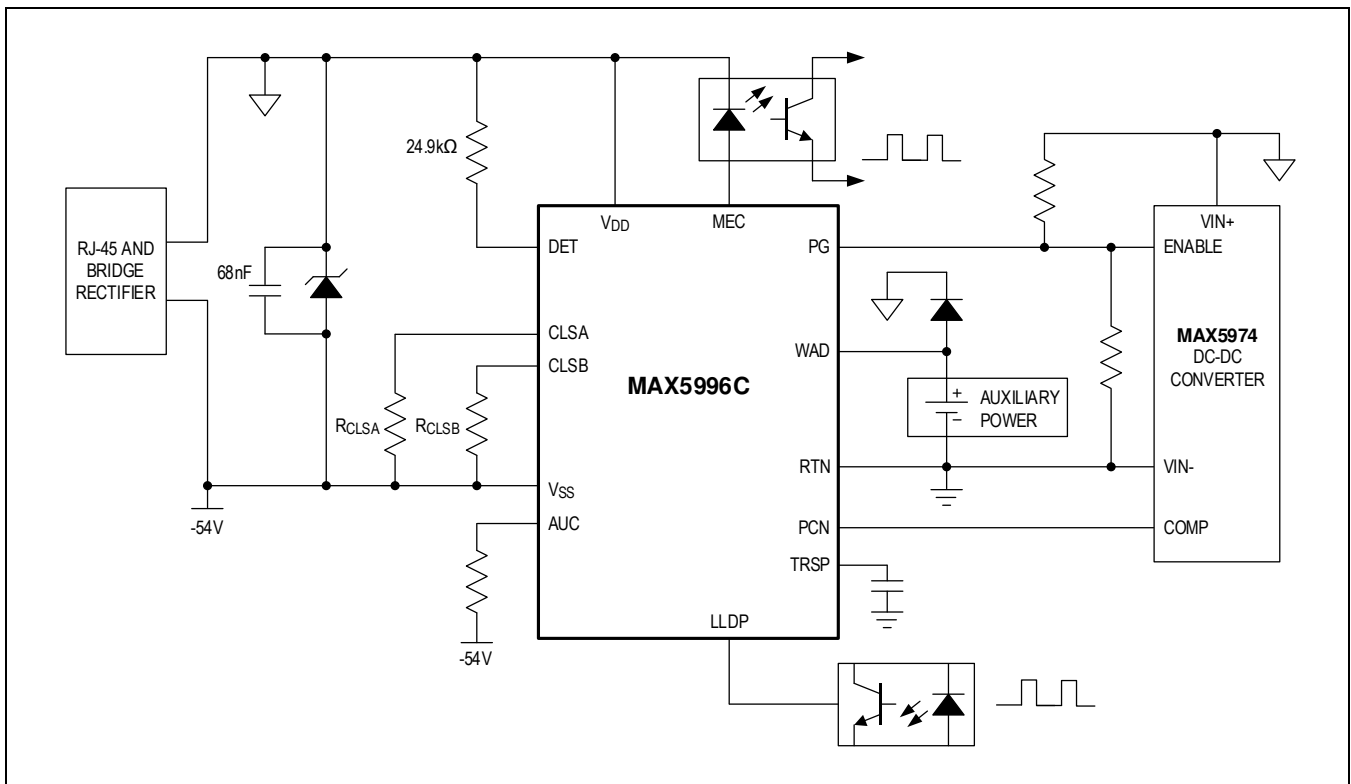 24.9kΩ
RJ-45 AND
BRIDGE
RECTIFIER
68nF
VDD
MEC
DET
CLSA
CLSB
RCLSA
RCLSB
VSS
AUC
-54V
-54V
MAX5996C
LLDP
PG
WAD
RTN
PCN
TRSP
+
-
AUXILIARY
POWER
VIN+
ENABLE
MAX5974
DC-DC
CONVERTER
VIN-
COMP